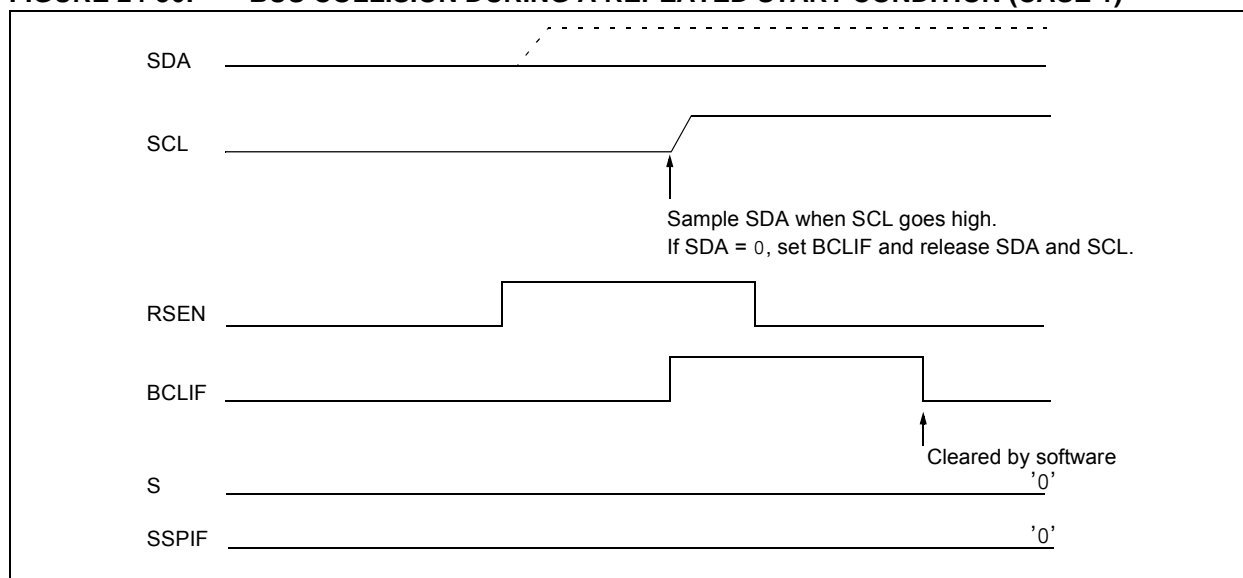 SDA
SCL
Sample SDA when SCL goes high.
If SDA = 0, set BCLIF and release SDA and SCL.
RSEN
BCLIF
Cleared by software
S
'0'
SSPIF
'0'